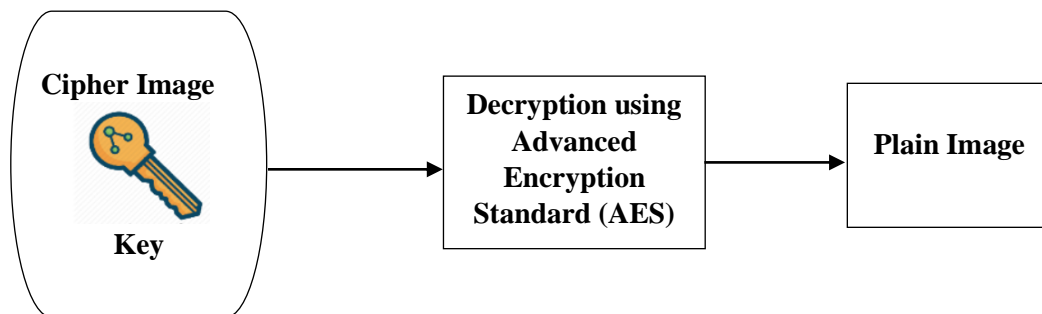 Cipher Image
Key
Decryption using
Advanced
Encryption
Standard (AES)
Plain Image